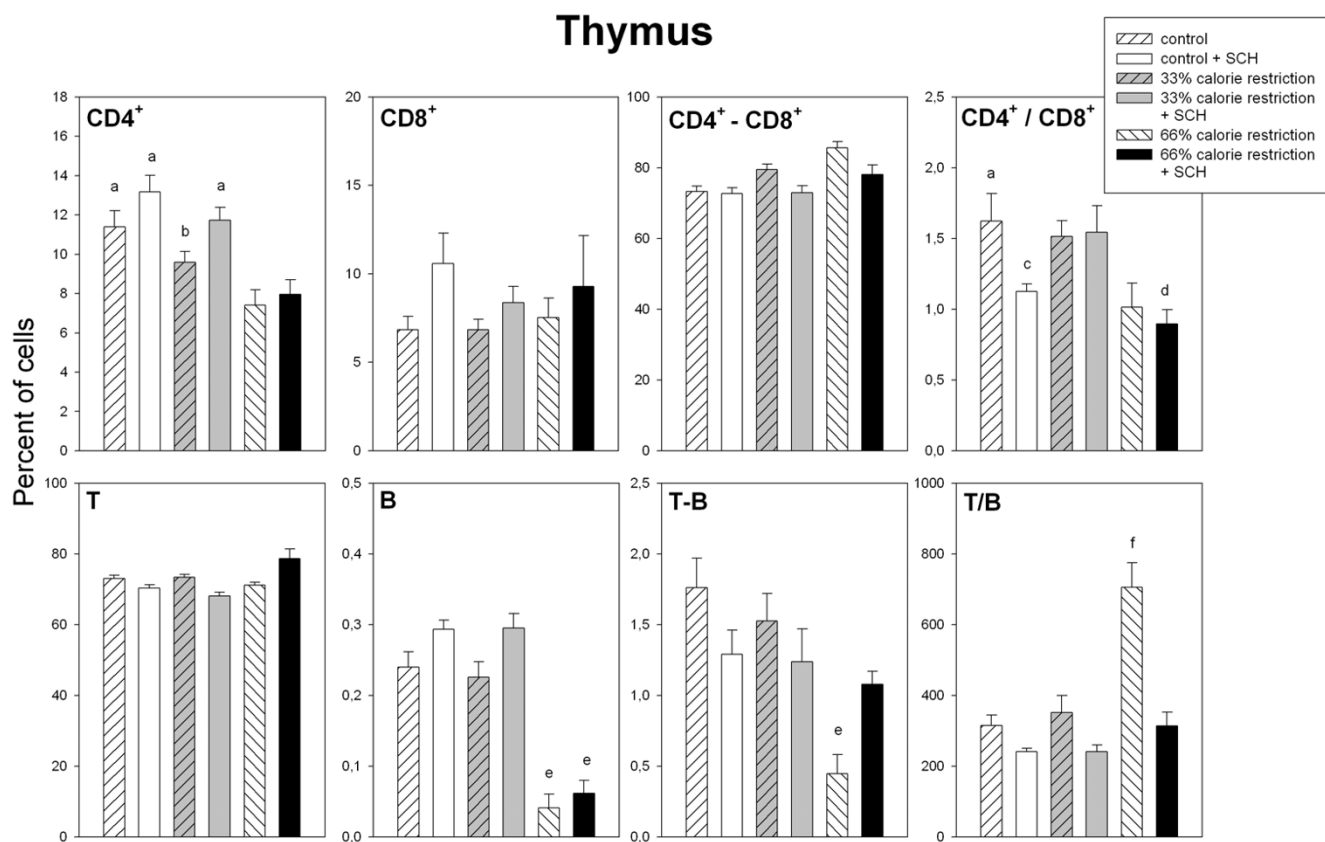 Thymus
control
control + SCH
33% calorie restriction
33% calorie restriction
+ SCH
66% calorie restriction
66% calorie restriction
+ SCH
Percent of cells
CD4⁺
18
16
14
12
10
8
6
4
2
0
a
a
b
a
CD8⁺
20
15
10
5
0
CD4⁺ - CD8⁺
100
80
60
40
20
0
CD4⁺ / CD8⁺
2,5
2,0
1,5
1,0
0,5
0,0
a
c
d
T
100
80
60
40
20
0
B
0,5
0,4
0,3
0,2
0,1
0,0
e
e
T-B
2,5
2,0
1,5
1,0
0,5
0,0
e
T/B
1000
800
600
400
200
0
f